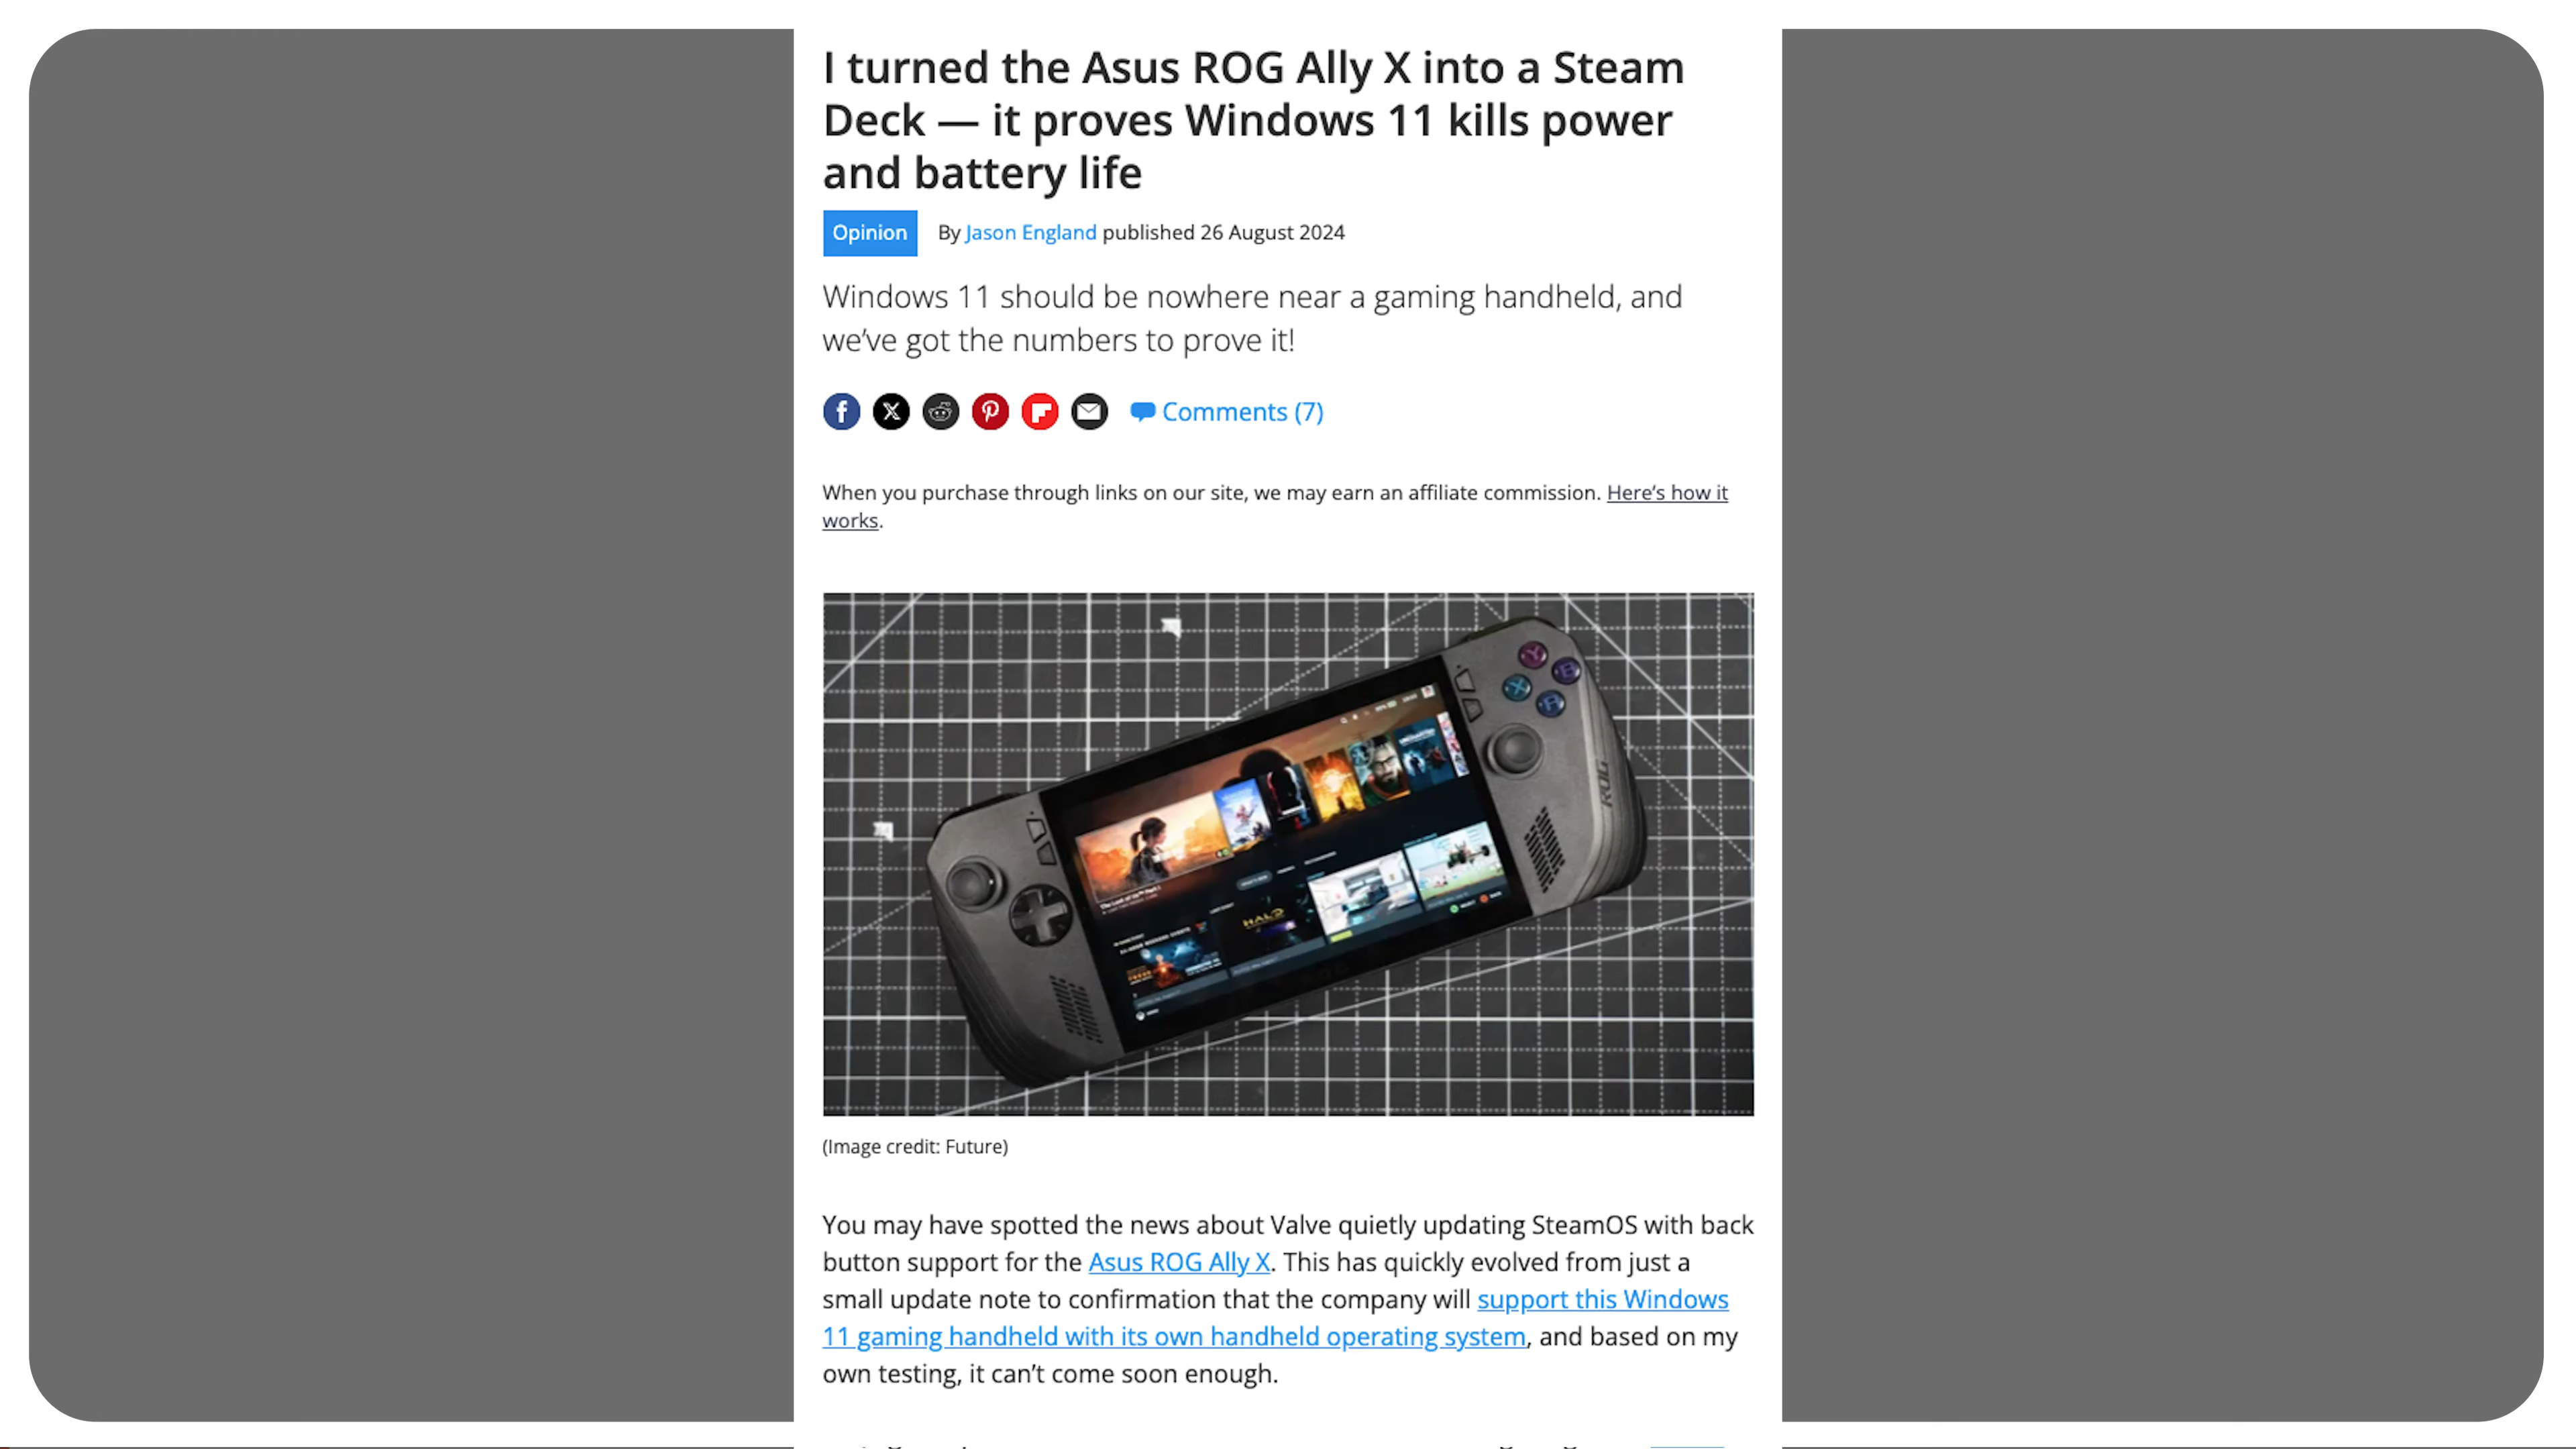 I turned the Asus ROG Ally X into a Steam
Deck — it proves Windows 11 kills power
and battery life
Opinion By Jason England published 26 August 2024
Windows 11 should be nowhere near a gaming handheld, and
we’ve got the numbers to prove it!
Comments (7)
When you purchase through links on our site, we may earn an affiliate commission. Here’s how it
works.
Y
B
X
A
ROG
HALO
(Image credit: Future)
You may have spotted the news about Valve quietly updating SteamOS with back
button support for the Asus ROG Ally X. This has quickly evolved from just a
small update note to confirmation that the company will support this Windows
11 gaming handheld with its own handheld operating system, and based on my
own testing, it can’t come soon enough.